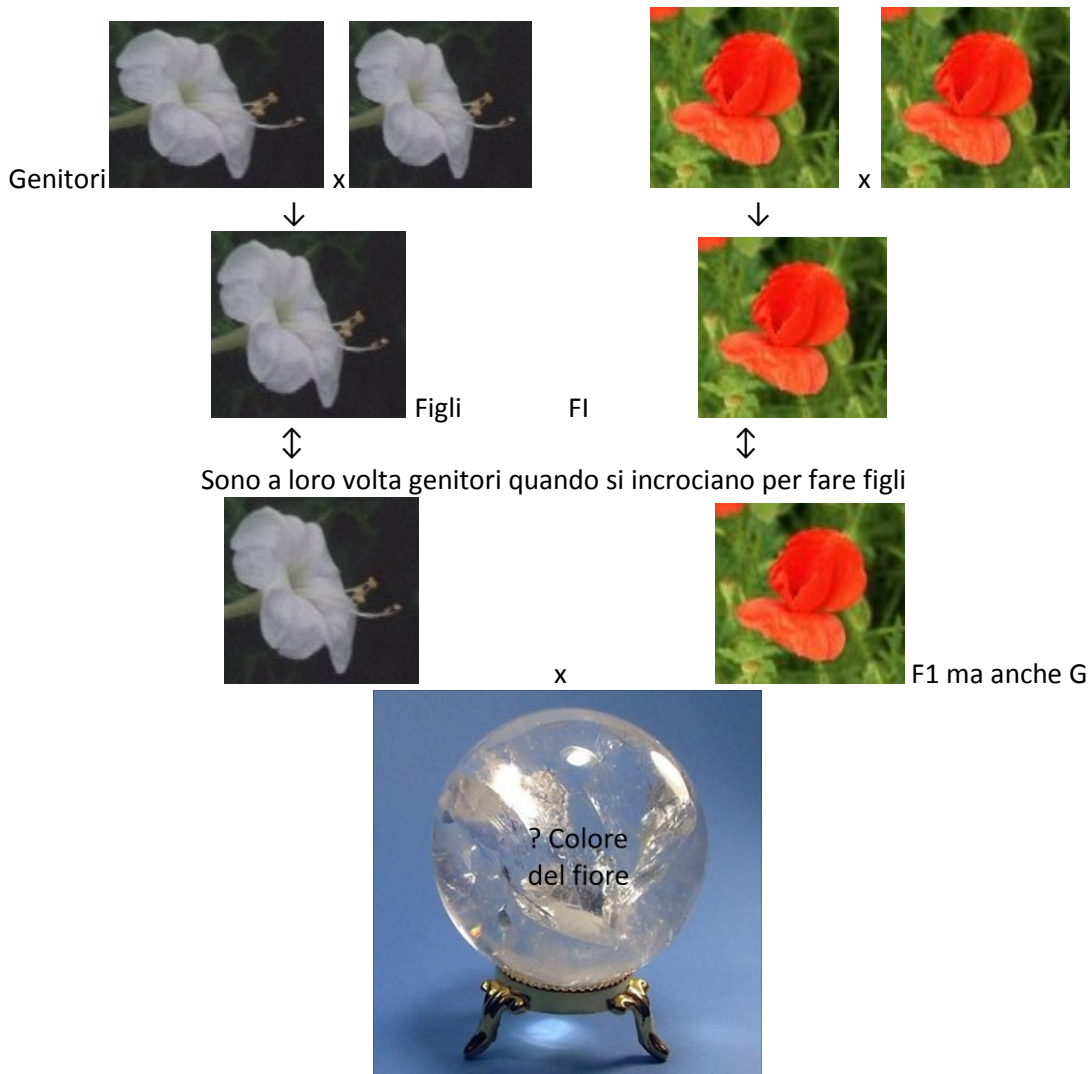 Genitori x x
Figli FI
Sono a loro volta genitori quando si incrociano per fare figli
x F1 ma anche G
? Colore
del fiore